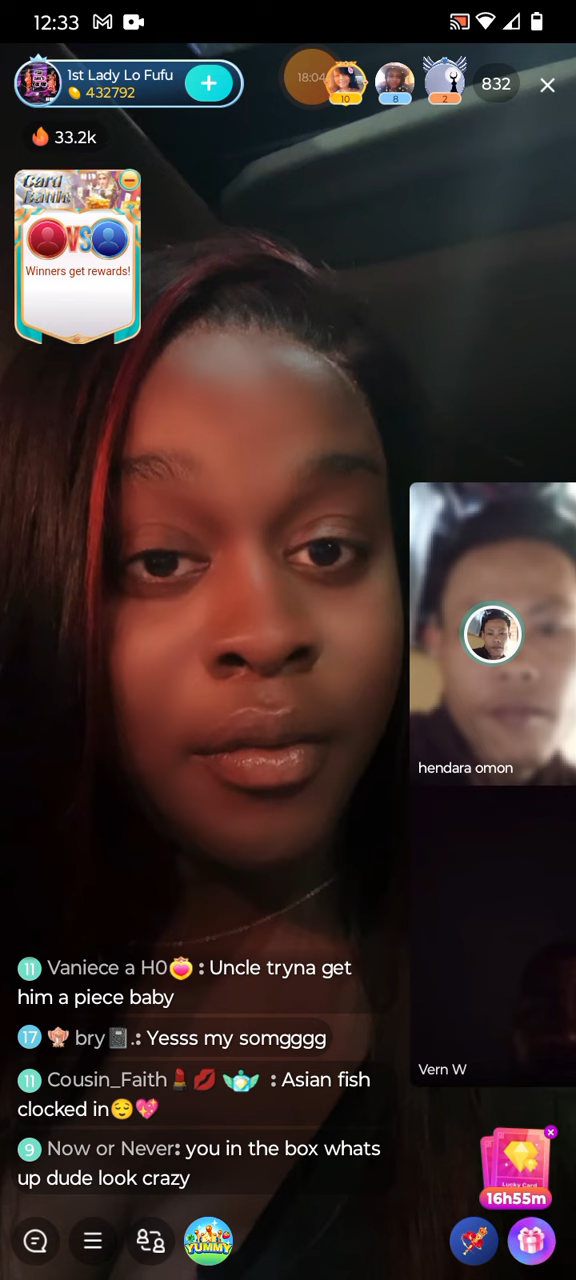 12:33
1st Lady Lo Fufu
432792
18:04
10
8
2
832
33.2k
Card
Battle
VS
Winners get rewards!
hendara omon
11 Vaniece a H0 : Uncle tryna get
him a piece baby
17 bry .: Yesss my somgggg
11 Cousin_Faith : Asian fish
clocked in
Vern W
9 Now or Never: you in the box whats
up dude look crazy
Lucky Card
16h55m
YUMMY